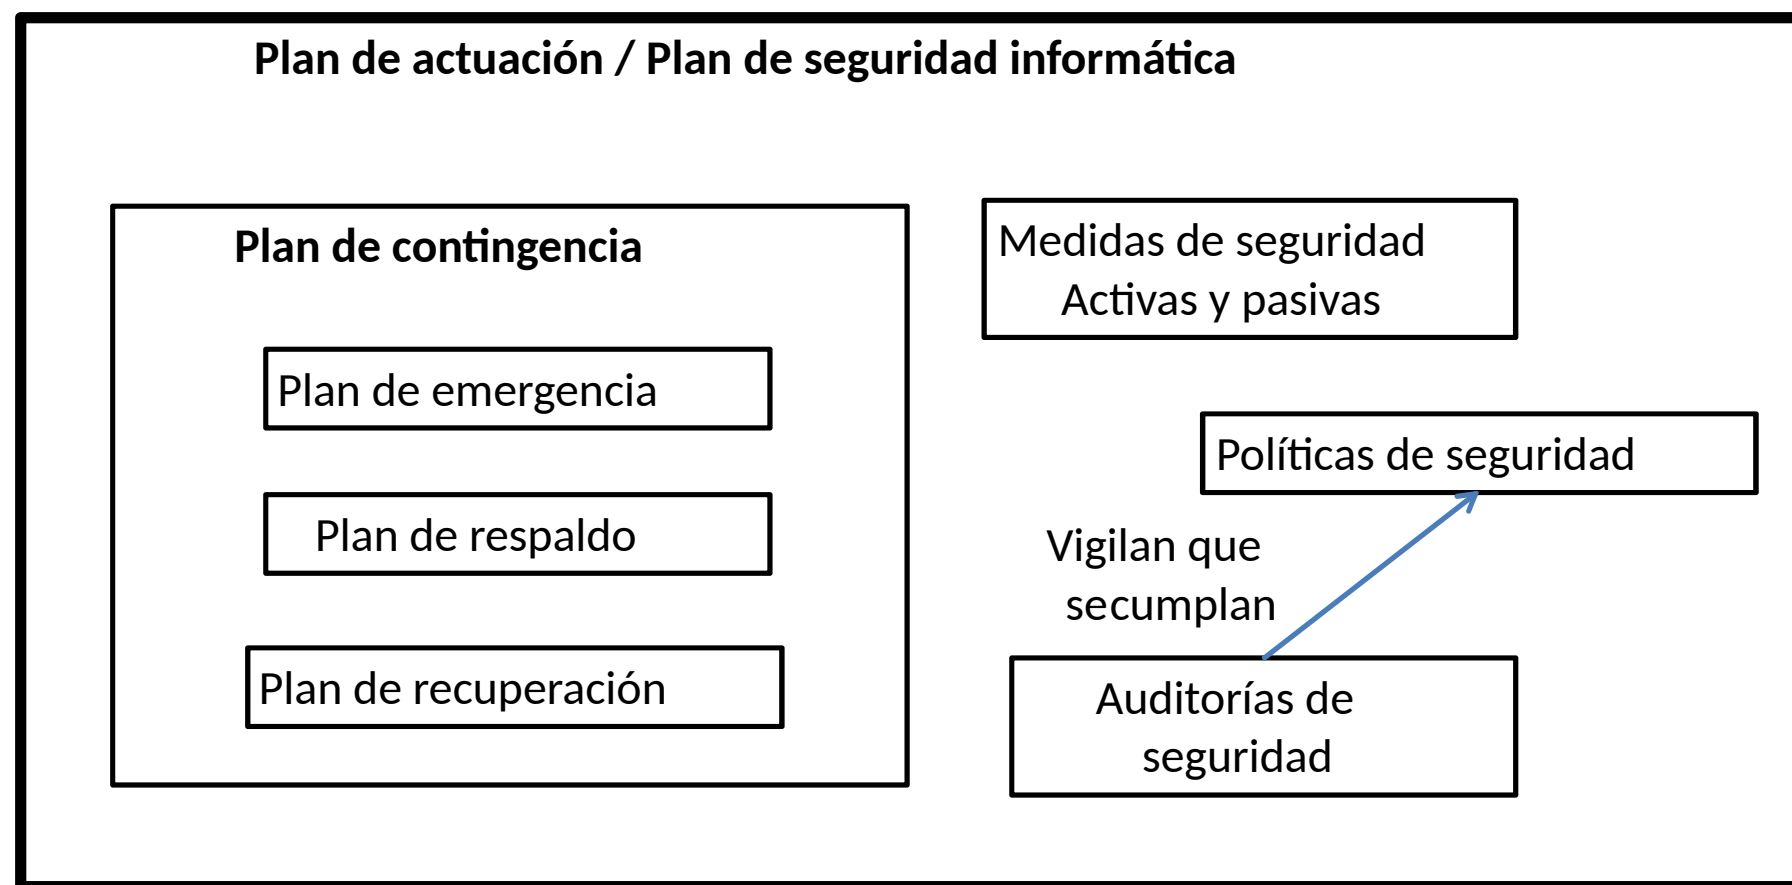 Plan de actuación / Plan de seguridad informática
Plan de contingencia
Plan de emergencia
Plan de respaldo
Plan de recuperación
Medidas de seguridad
Activas y pasivas
Políticas de seguridad
Vigilan que
secumplan
Auditorías de
seguridad